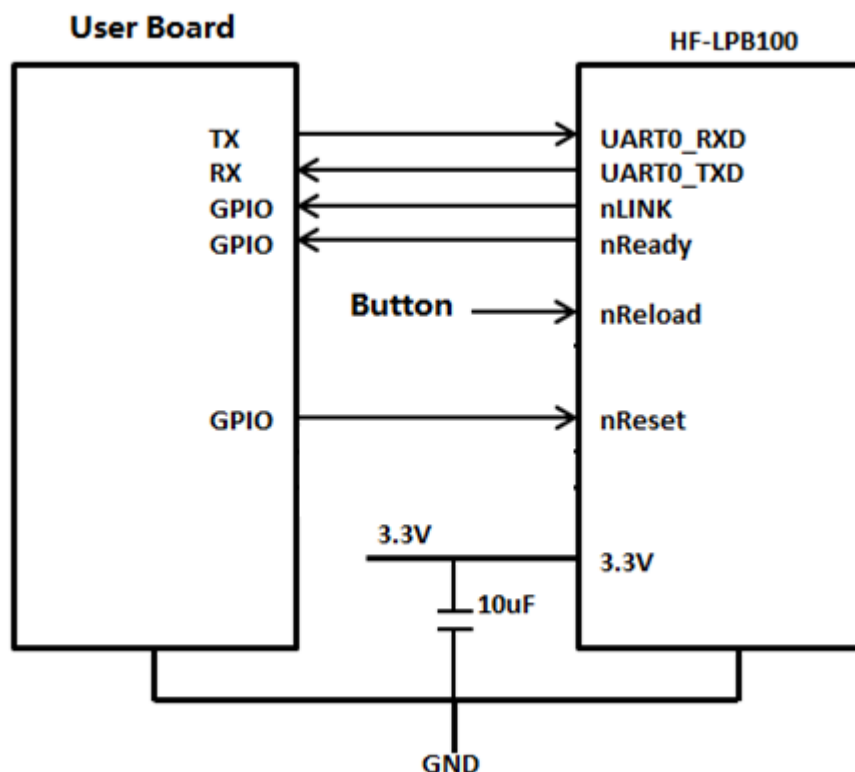 User Board
HF-LPB100
TX
UART0_RXD
RX
UART0_TXD
GPIO
nLINK
GPIO
nReady
Button
nReload
GPIO
nReset
3.3V
3.3V
10uF
GND